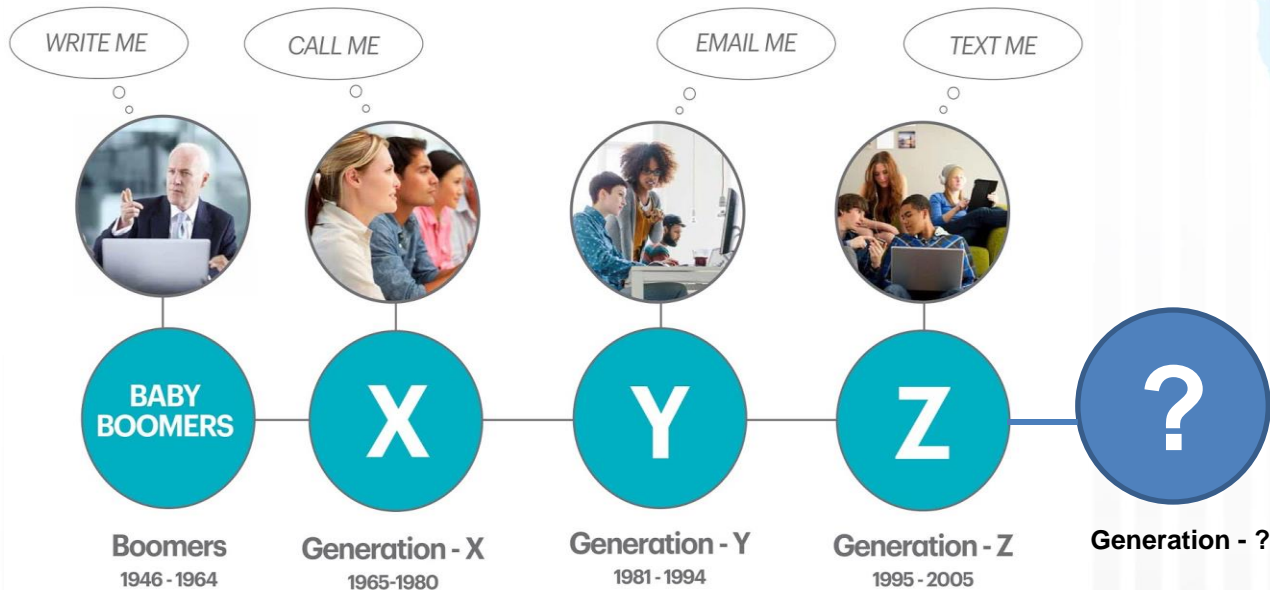 WRITE ME
CALL ME
EMAIL ME
TEXT ME
BABY
BOOMERS
X
Y
Z
?
Boomers
1946 - 1964
Generation - X
1965-1980
Generation - Y
1981 - 1994
Generation - Z
1995 - 2005
Generation - ?